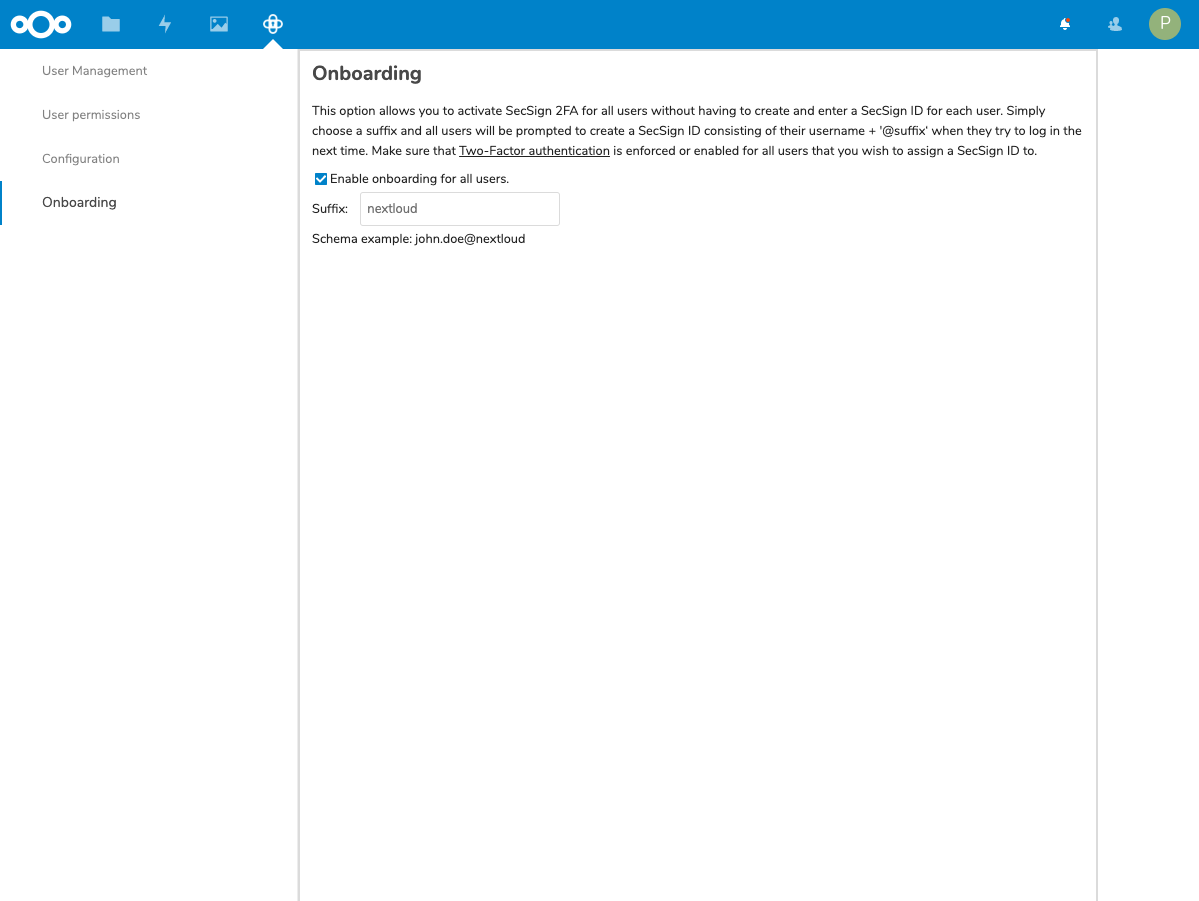 P
User Management
User permissions
Configuration
Onboarding
Onboarding
This option allows you to activate SecSign 2FA for all users without having to create and enter a SecSign ID for each user. Simply
choose a suffix and all users will be prompted to create a SecSign ID consisting of their username + '@suffix' when they try to log in the
next time. Make sure that Two-Factor authentication is enforced or enabled for all users that you wish to assign a SecSign ID to.
Enable onboarding for all users.
Suffix: nextloud
Schema example: john.doe@nextloud